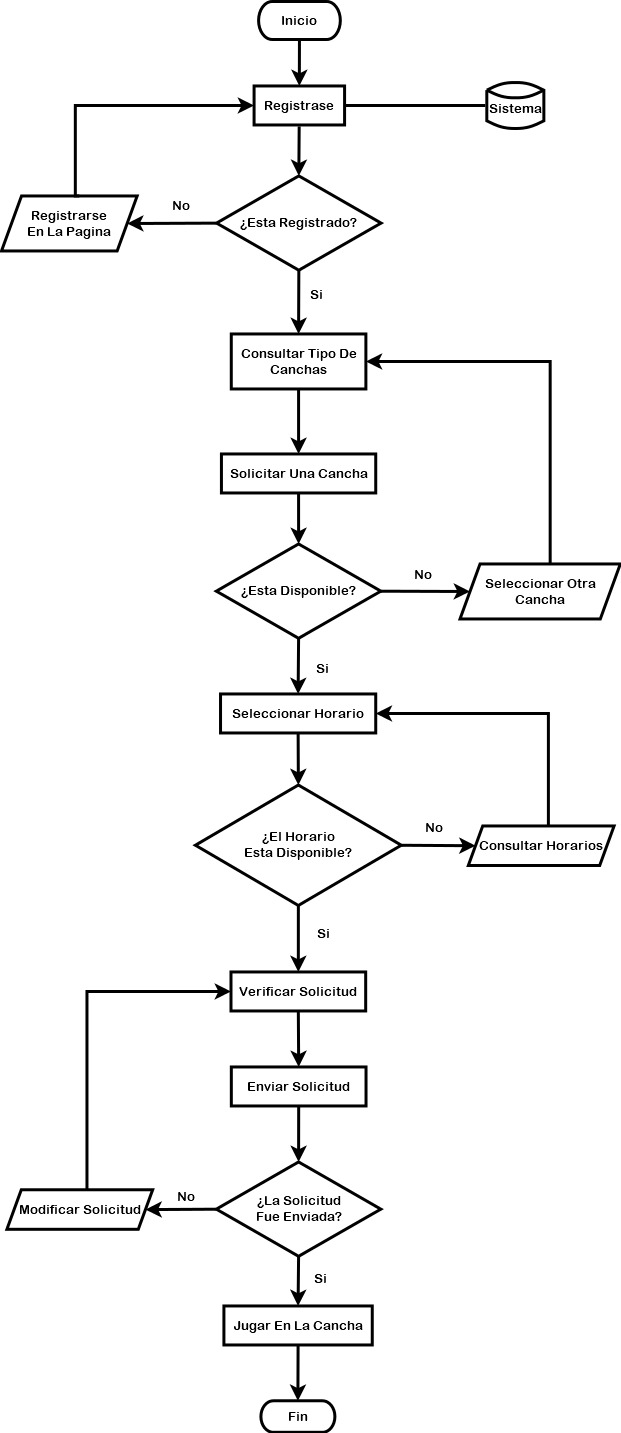 Inicio
Registrase
Sistema
No
¿Esta Registrado?
Registrarse
En La Pagina
Si
Consultar Tipo De
Canchas
Solicitar Una Cancha
¿Esta Disponible?
No
Seleccionar Otra
Cancha
Si
Seleccionar Horario
¿El Horario
Esta Disponible?
No
Consultar Horarios
Si
Verificar Solicitud
Enviar Solicitud
¿La Solicitud
Fue Enviada?
No
Modificar Solicitud
Si
Jugar En La Cancha
Fin